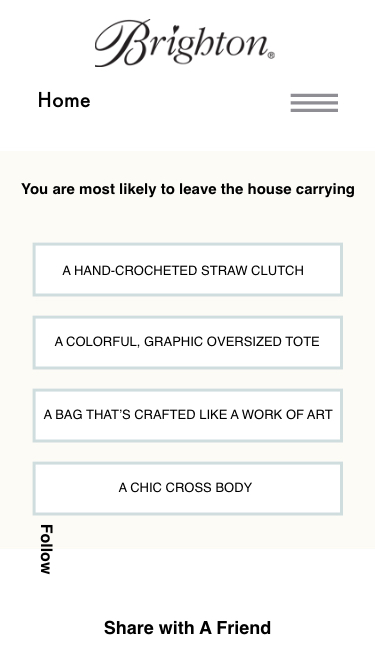 Brighton®
Home
You are most likely to leave the house carrying
A HAND-CROCHETED STRAW CLUTCH
A COLORFUL, GRAPHIC OVERSIZED TOTE
A BAG THAT'S CRAFTED LIKE A WORK OF ART
A CHIC CROSS BODY
Follow
Share with A Friend